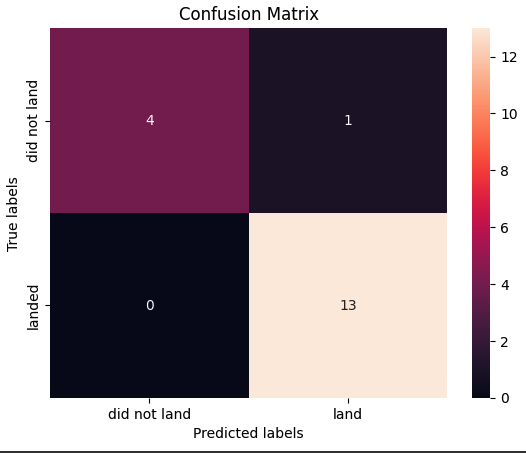 Confusion Matrix
True labels
did not land
landed
4
1
0
13
did not land
land
Predicted labels
12
10
8
6
4
2
0